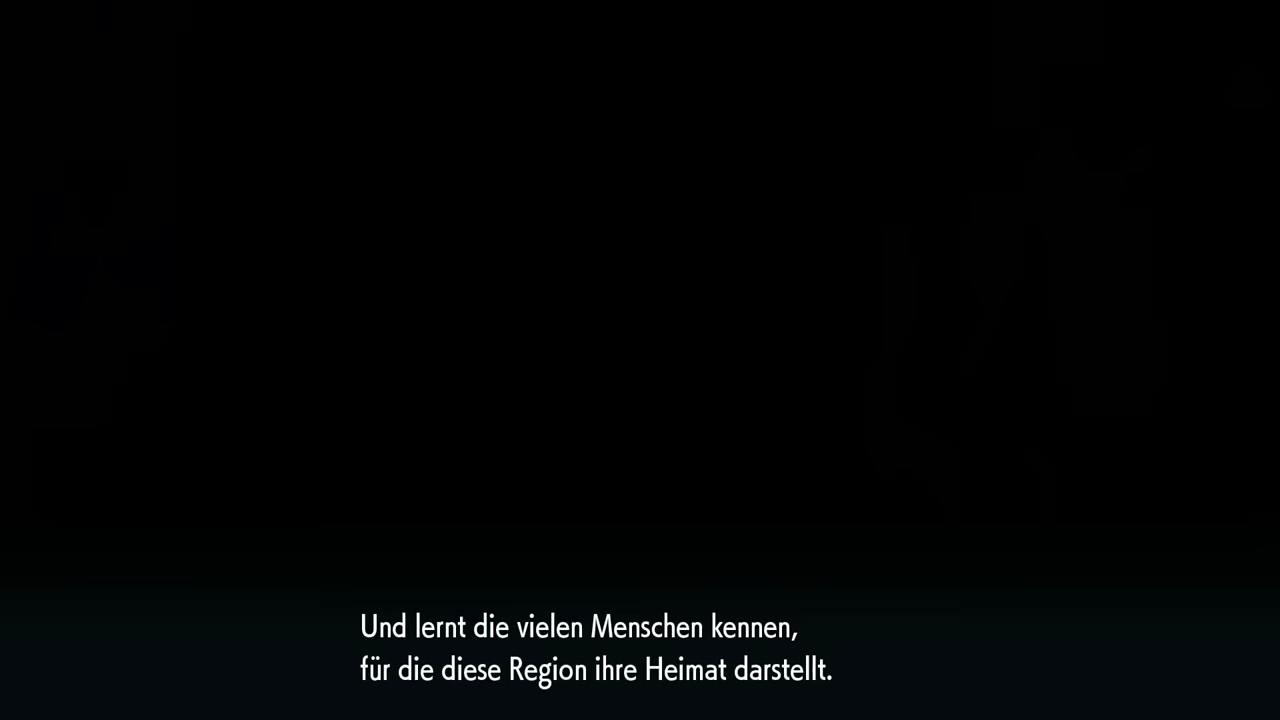 Und lernt die vielen Menschen kennen,
für die diese Region ihre Heimat darstellt.